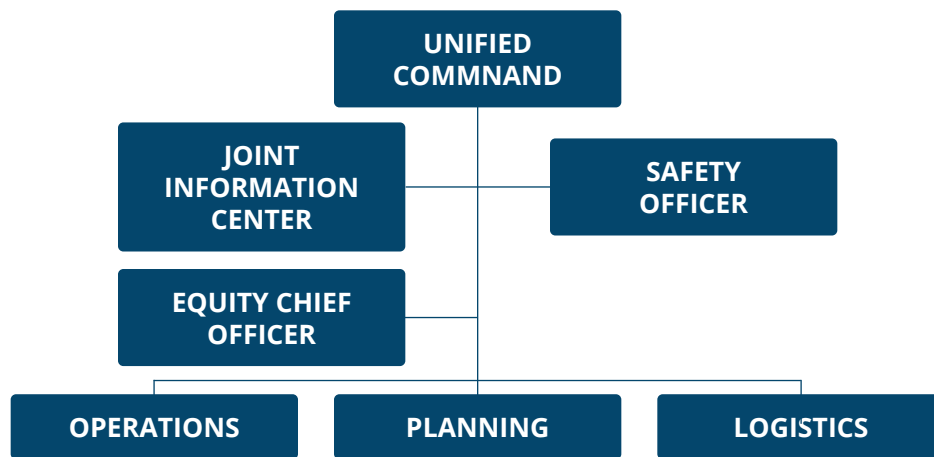 UNIFIED
COMMNAND
JOINT
INFORMATION
CENTER
SAFETY
OFFICER
EQUITY CHIEF
OFFICER
OPERATIONS
PLANNING
LOGISTICS